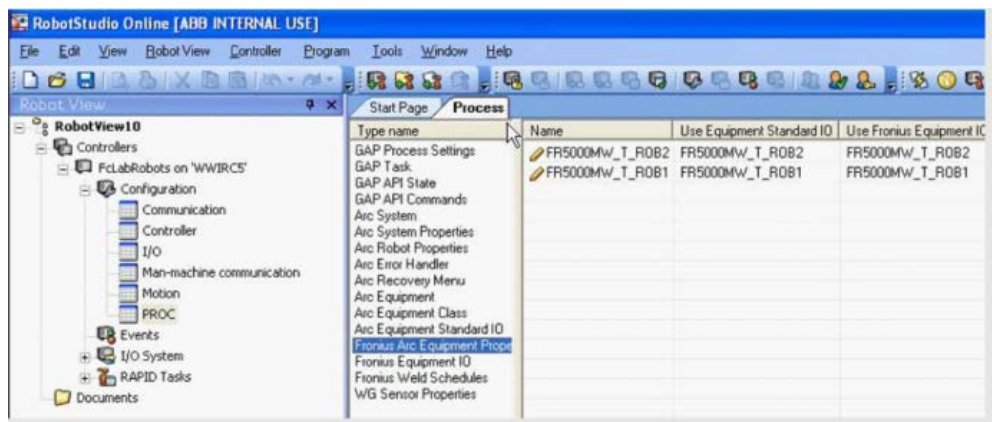 RobotStudio Online [ABB INTERNAL USE]
File Edit View Robot View Controller Program Tools Window Help
Robot View
Start Page Process
RobotView10
Controllers
FcLabRobots on 'WWIRC5'
Configuration
Communication
Controller
I/O
Man-machine communication
Motion
PROC
Events
I/O System
RAPID Tasks
Documents
Type name
GAP Process Settings
GAP Task
GAP API State
GAP API Commands
Arc System
Arc System Properties
Arc Robot Properties
Arc Error Handler
Arc Recovery Menu
Arc Equipment
Arc Equipment Class
Arc Equipment Standard IO
Fronius Arc Equipment Prope
Fronius Equipment IO
Fronius Weld Schedules
WG Sensor Properties
Name Use Equipment Standard IO Use Fronius Equipment IO
FR5000MW_T_ROB2 FR5000MW_T_ROB2 FR5000MW_T_ROB2
FR5000MW_T_ROB1 FR5000MW_T_ROB1 FR5000MW_T_ROB1